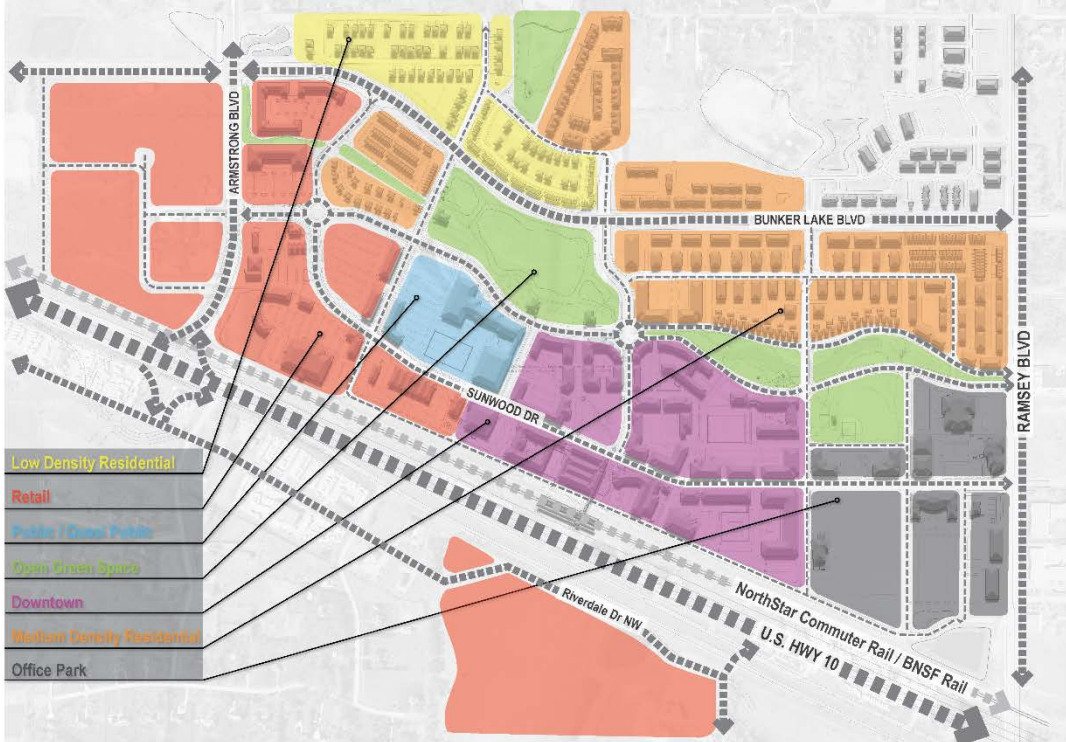 ARMSTRONG BLVD
BUNKER LAKE BLVD
RAMSEY BLVD
SUNWOOD DR
Low Density Residential
Retail
Public / Quasi Public
Open Green Space
Downtown
Medium Density Residential
Office Park
Riverdale Dr NW
NorthStar Commuter Rail / BNSF Rail
U.S. HWY 10